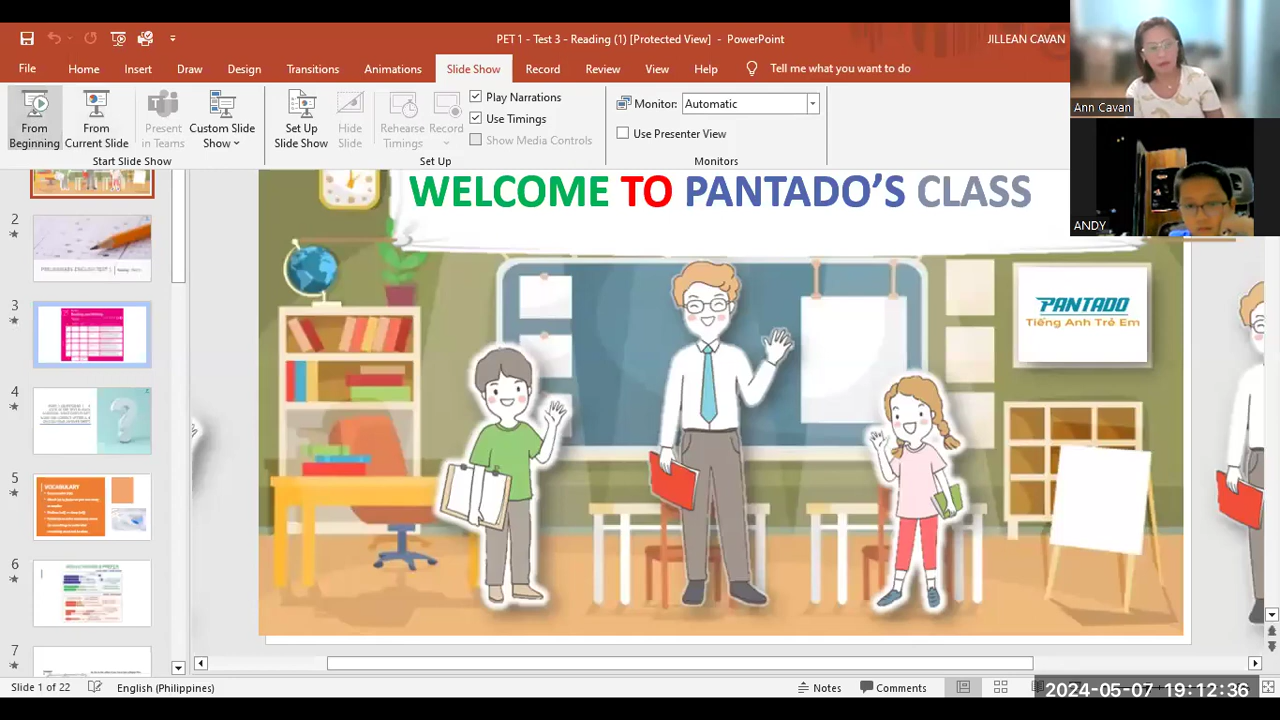 PET 1 - Test 3 - Reading (1) [Protected View] - PowerPoint
JILLEAN CAVAN
File Home Insert Draw Design Transitions Animations Slide Show Record Review View Help Tell me what you want to do
From Beginning
From Current Slide
Present in Teams
Custom Slide Show
Start Slide Show
Set Up Slide Show
Hide Slide
Rehearse Timings
Record
Play Narrations
Use Timings
Show Media Controls
Set Up
Monitor: Automatic
Use Presenter View
Monitors
Ann Cavan
ANDY
WELCOME TO PANTADO'S CLASS
PANTADO
Tiếng Anh Trẻ Em
2
3
4
5
VOCABULARY
6
7
Slide 1 of 22
English (Philippines)
Notes
Comments
2024-05-07 19:12:36